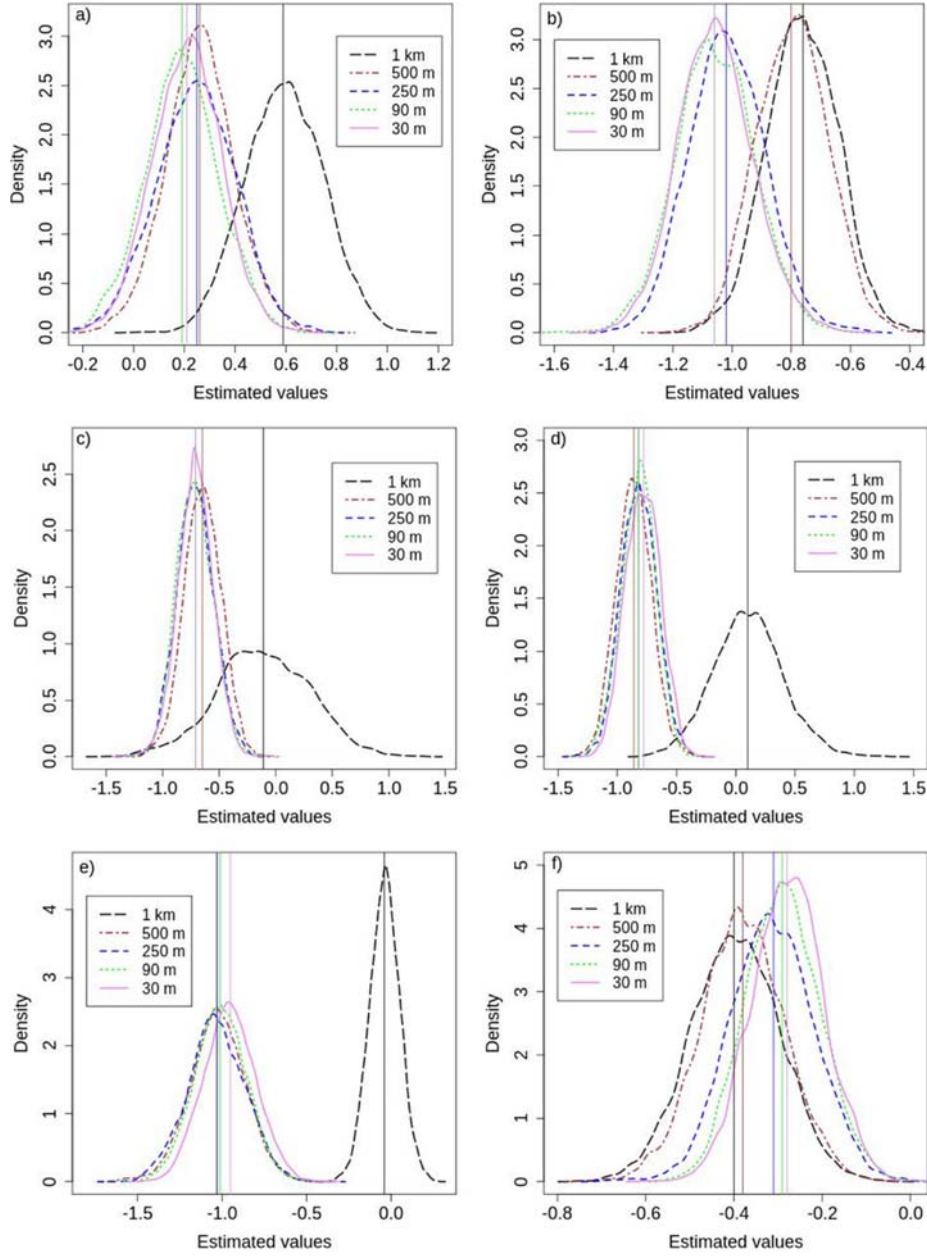 a)
3.0
2.5
2.0
1.5
1.0
0.5
0.0
Density
1 km
500 m
250 m
90 m
30 m
-0.2 0.0 0.2 0.4 0.6 0.8 1.0 1.2
Estimated values
b)
3.0
2.5
2.0
1.5
1.0
0.5
0.0
Density
1 km
500 m
250 m
90 m
30 m
-1.6 -1.4 -1.2 -1.0 -0.8 -0.6 -0.4
Estimated values
c)
2.5
2.0
1.5
1.0
0.5
0.0
Density
1 km
500 m
250 m
90 m
30 m
-1.5 -1.0 -0.5 0.0 0.5 1.0 1.5
Estimated values
d)
3.0
2.5
2.0
1.5
1.0
0.5
0.0
Density
1 km
500 m
250 m
90 m
30 m
-1.5 -1.0 -0.5 0.0 0.5 1.0 1.5
Estimated values
e)
4
3
2
1
0
Density
1 km
500 m
250 m
90 m
30 m
-1.5 -1.0 -0.5 0.0
Estimated values
f)
5
4
3
2
1
0
Density
1 km
500 m
250 m
90 m
30 m
-0.8 -0.6 -0.4 -0.2 0.0
Estimated values